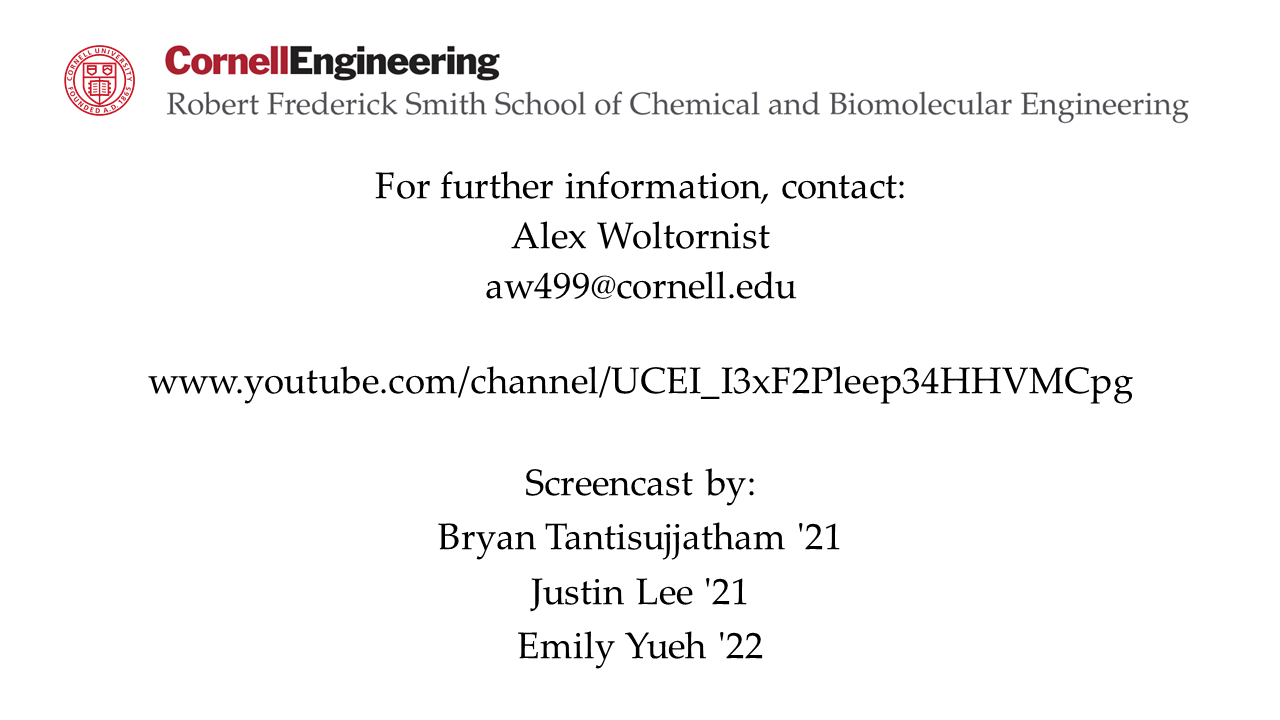 CORNELL UNIVERSITY
FOUNDED A.D. 1865
CornellEngineering
Robert Frederick Smith School of Chemical and Biomolecular Engineering
For further information, contact:
Alex Woltornist
aw499@cornell.edu
www.youtube.com/channel/UCEI_I3xF2Pleep34HHVMCpg
Screencast by:
Bryan Tantisujjatham '21
Justin Lee '21
Emily Yueh '22